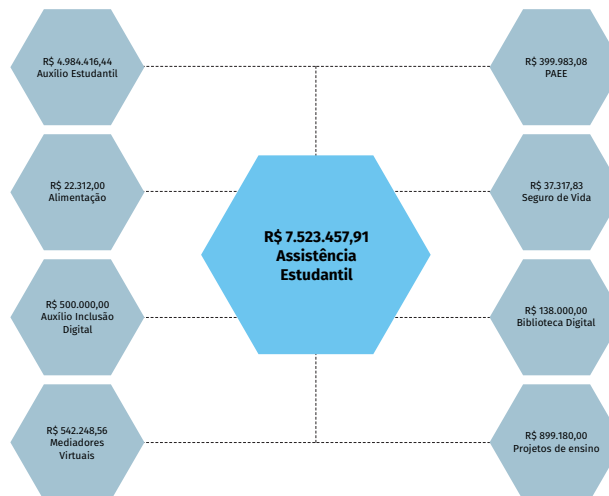 R$ 4.984.416,44
Auxílio Estudantil
R$ 399.983,08
PAEE
R$ 22.312,00
Alimentação
R$ 37.317,83
Seguro de Vida
R$ 7.523.457,91
Assistência
Estudantil
R$ 500.000,00
Auxílio Inclusão
Digital
R$ 138.000,00
Biblioteca Digital
R$ 542.248,56
Mediadores
Virtuais
R$ 899.180,00
Projetos de ensino